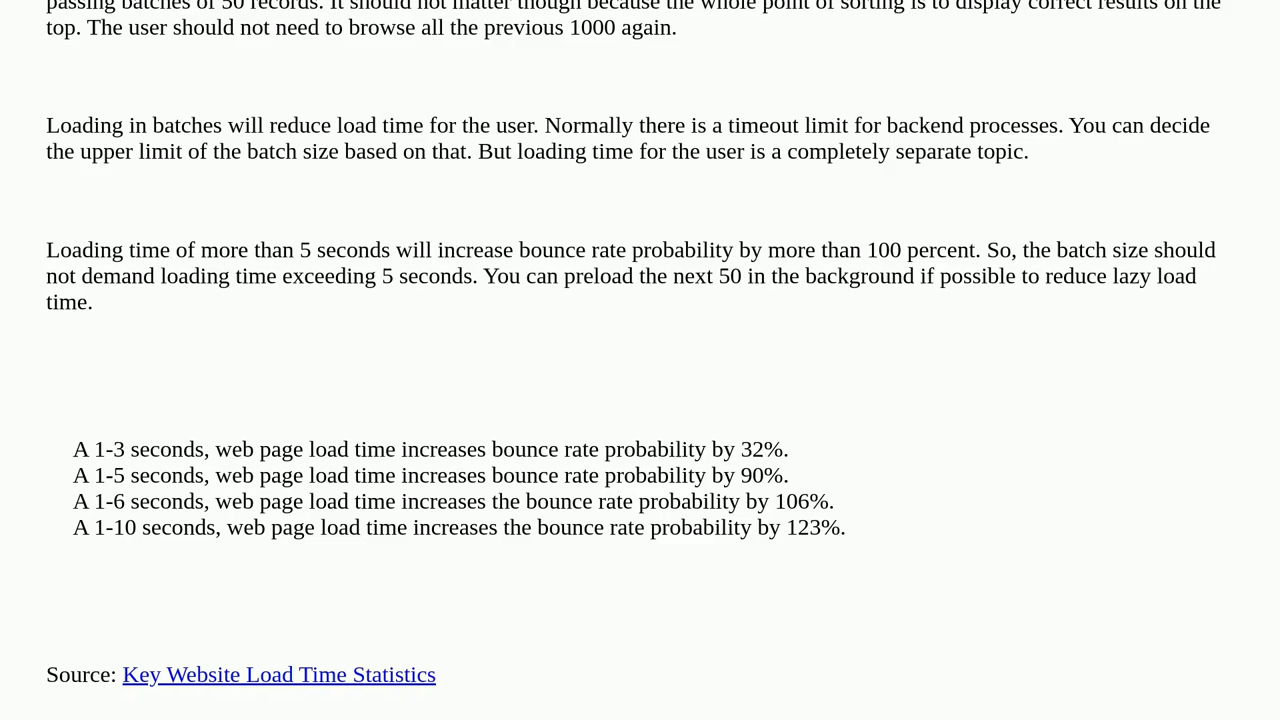 passing batches of 50 records. It should not matter though because the whole point of sorting is to display correct results on the
top. The user should not need to browse all the previous 1000 again.
Loading in batches will reduce load time for the user. Normally there is a timeout limit for backend processes. You can decide
the upper limit of the batch size based on that. But loading time for the user is a completely separate topic.
Loading time of more than 5 seconds will increase bounce rate probability by more than 100 percent. So, the batch size should
not demand loading time exceeding 5 seconds. You can preload the next 50 in the background if possible to reduce lazy load
time.
A 1-3 seconds, web page load time increases bounce rate probability by 32%.
A 1-5 seconds, web page load time increases bounce rate probability by 90%.
A 1-6 seconds, web page load time increases the bounce rate probability by 106%.
A 1-10 seconds, web page load time increases the bounce rate probability by 123%.
Source: Key Website Load Time Statistics